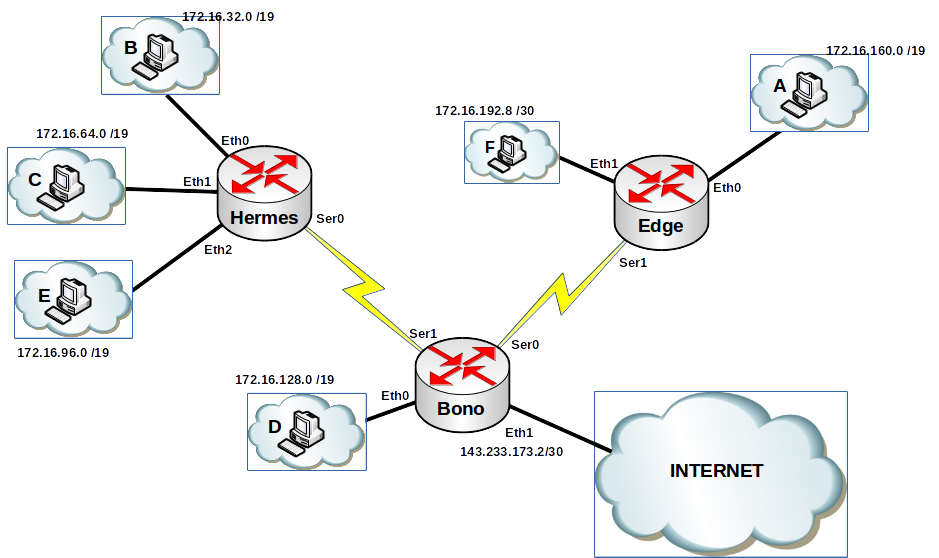 172.16.32.0 /19
B
172.16.160.0 /19
A
172.16.192.8 /30
F
172.16.64.0 /19
C
Eth0
Eth1
Eth1
Eth0
Hermes
Ser0
Edge
Eth2
Ser1
E
172.16.96.0 /19
Ser1
Ser0
172.16.128.0 /19
Eth0
Bono
D
Eth1
143.233.173.2/30
INTERNET